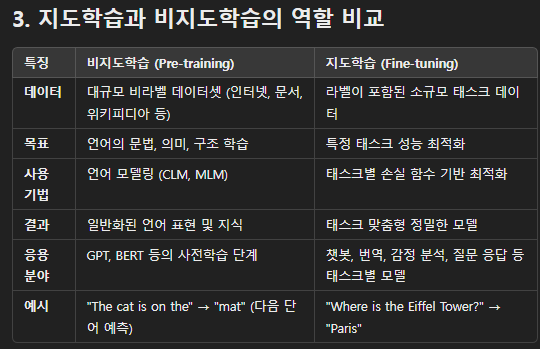 3. 지도학습과 비지도학습의 역할 비교
특징 비지도학습 (Pre-training) 지도학습 (Fine-tuning)
데이터 대규모 비라벨 데이터셋 (인터넷, 문서, 라벨이 포함된 소규모 태스크 데이
위키피디아 등) 터
목표 언어의 문법, 의미, 구조 학습 특정 태스크 성능 최적화
사용 언어 모델링 (CLM, MLM) 태스크별 손실 함수 기반 최적화
기법
결과 일반화된 언어 표현 및 지식 태스크 맞춤형 정밀한 모델
응용 GPT, BERT 등의 사전학습 단계 챗봇, 번역, 감정 분석, 질문 응답 등
분야 태스크별 모델
예시 "The cat is on the" → "mat" (다음 단 "Where is the Eiffel Tower?" →
어 예측) "Paris"